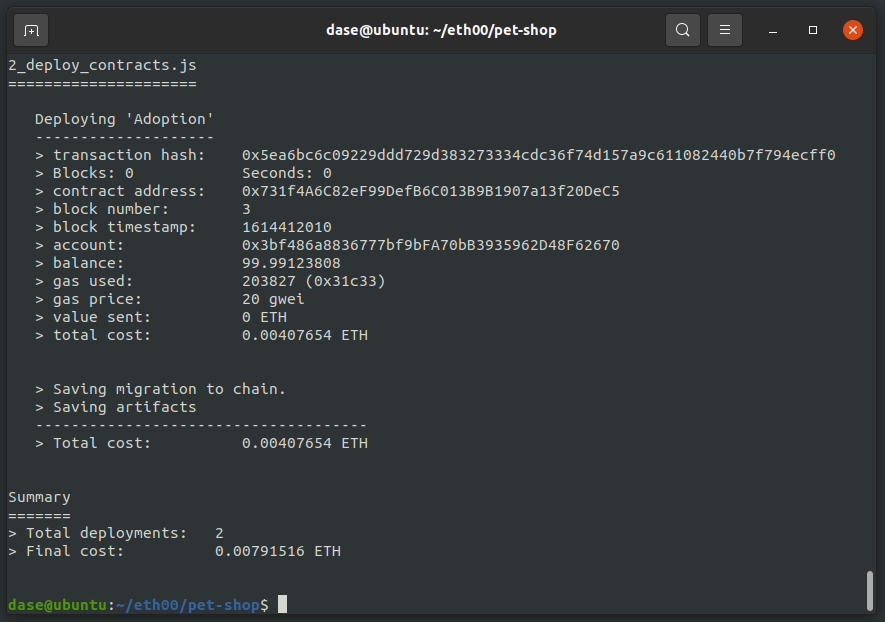 dase@ubuntu: ~/eth00/pet-shop
2_deploy_contracts.js
=====================
Deploying 'Adoption'
--------------------
> transaction hash:    0x5ea6bc6c09229ddd729d383273334cdc36f74d157a9c611082440b7f794ecff0
> Blocks: 0            Seconds: 0
> contract address:    0x731f4A6C82eF99DefB6C013B9B1907a13f20DeC5
> block number:        3
> block timestamp:     1614412010
> account:             0x3bf486a8836777bf9bFA70bB3935962D48F62670
> balance:             99.99123808
> gas used:            203827 (0x31c33)
> gas price:           20 gwei
> value sent:          0 ETH
> total cost:          0.00407654 ETH
> Saving migration to chain.
> Saving artifacts
-------------------------------------
> Total cost:          0.00407654 ETH
Summary
=======
> Total deployments:   2
> Final cost:          0.00791516 ETH
dase@ubuntu:~/eth00/pet-shop$